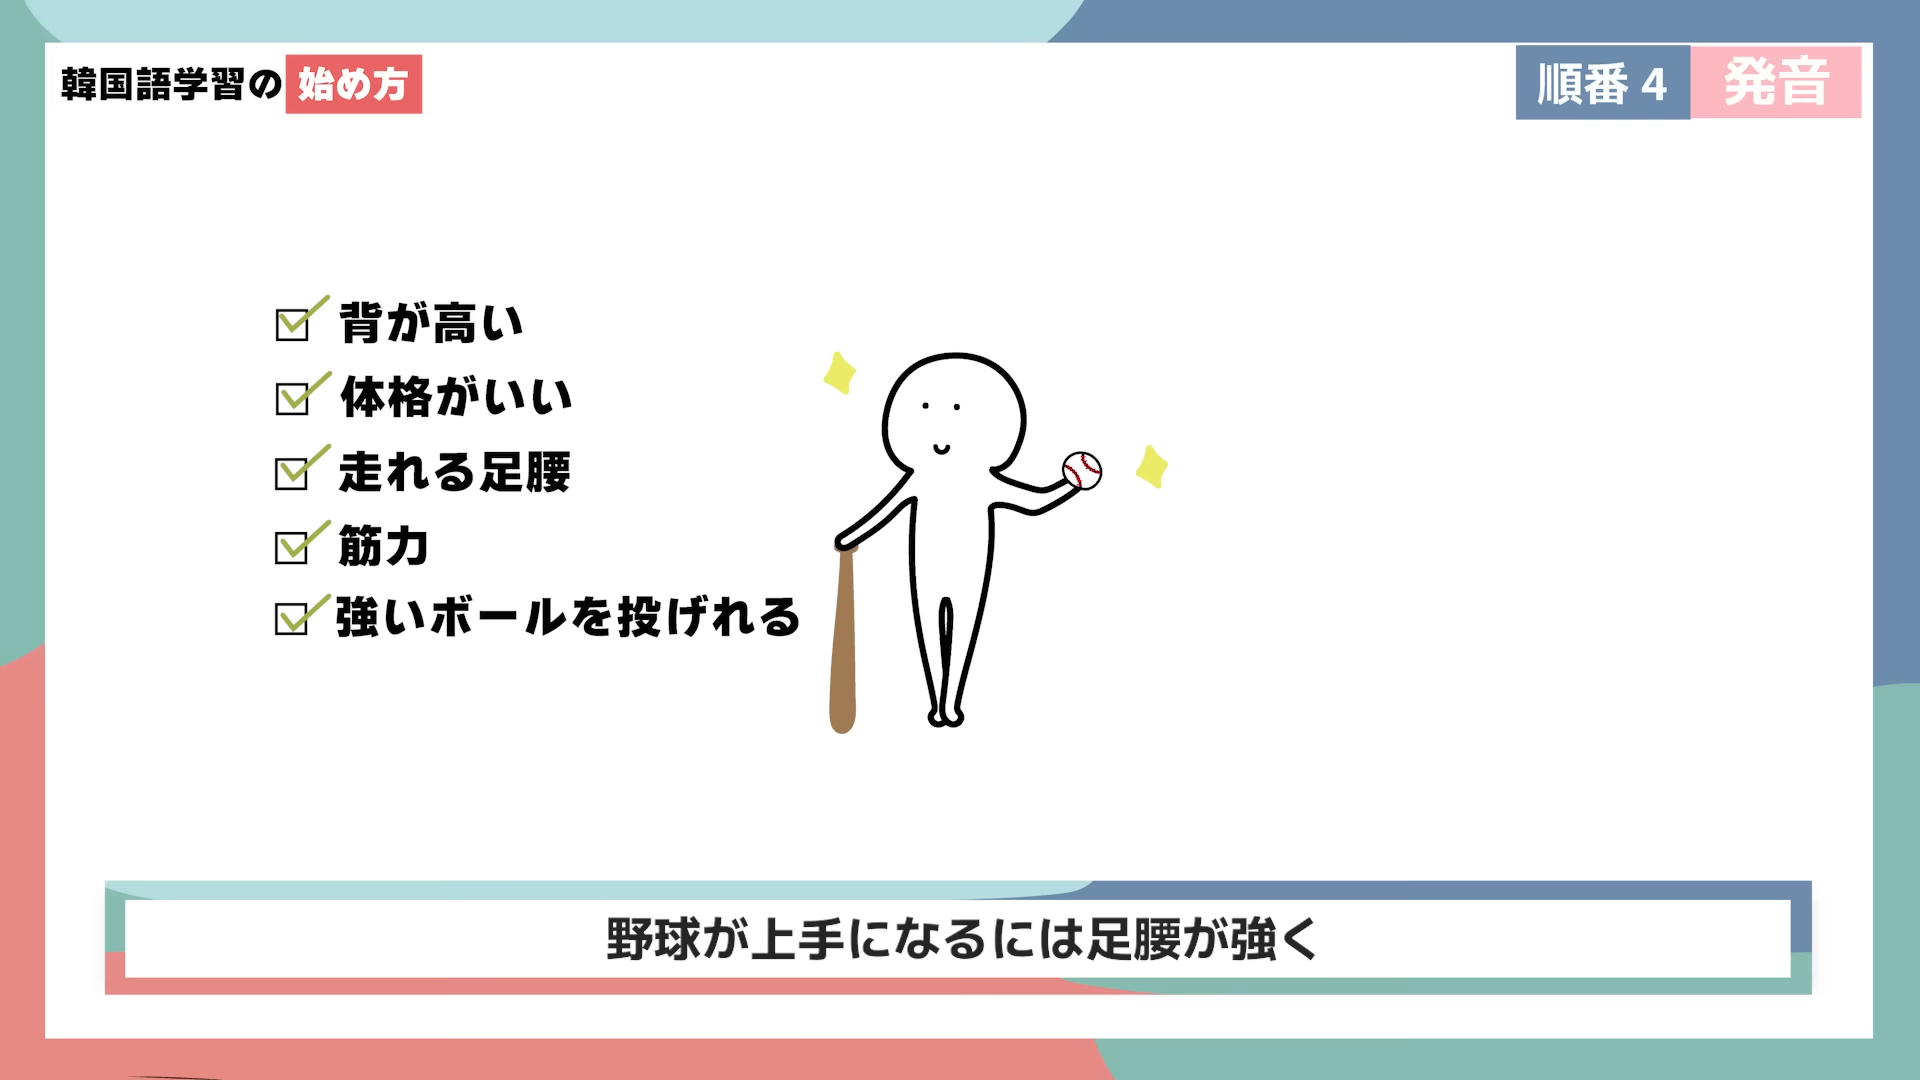 韓国語学習の 始め方
順番 4 発音
背が高い
体格がいい
走れる足腰
筋力
強いボールを投げれる
野球が上手になるには足腰が強く